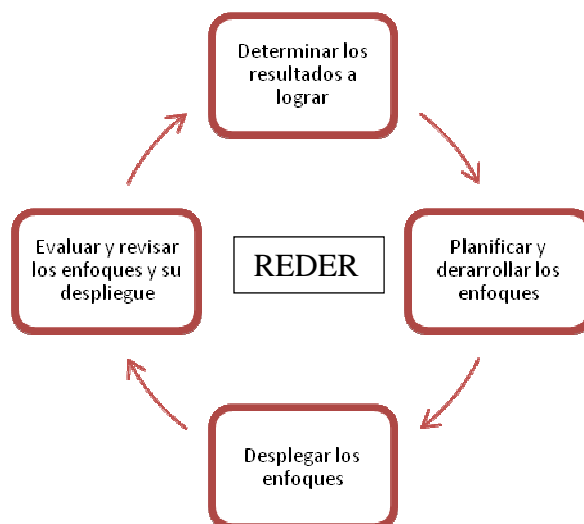 Determinar los
resultados a
lograr
Evaluar y revisar
los enfoques y su
despliegue
REDER
Planificar y
derarrollar los
enfoques
Desplegar los
enfoques